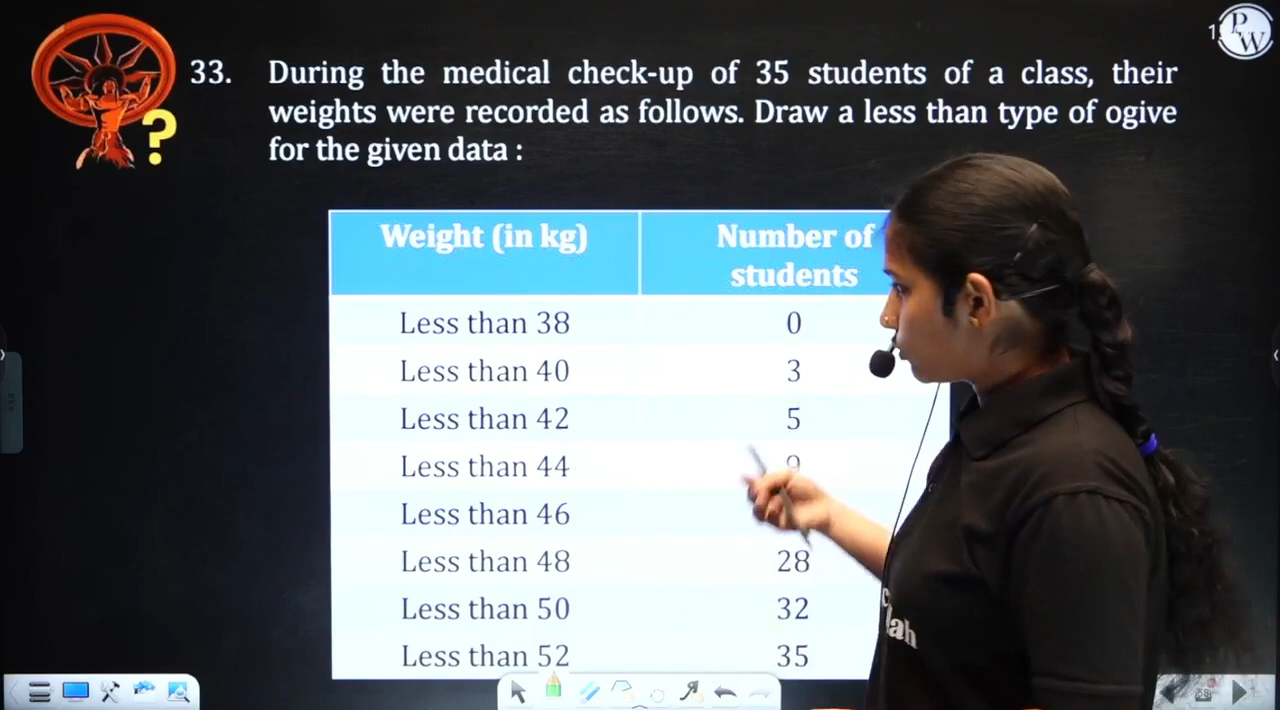 33. During the medical check-up of 35 students of a class, their
weights were recorded as follows. Draw a less than type of ogive
for the given data :
?
PW
Weight (in kg) Number of
students
Less than 38 0
Less than 40 3
Less than 42 5
Less than 44 9
Less than 46
Less than 48 28
Less than 50 32
Less than 52 35
lah